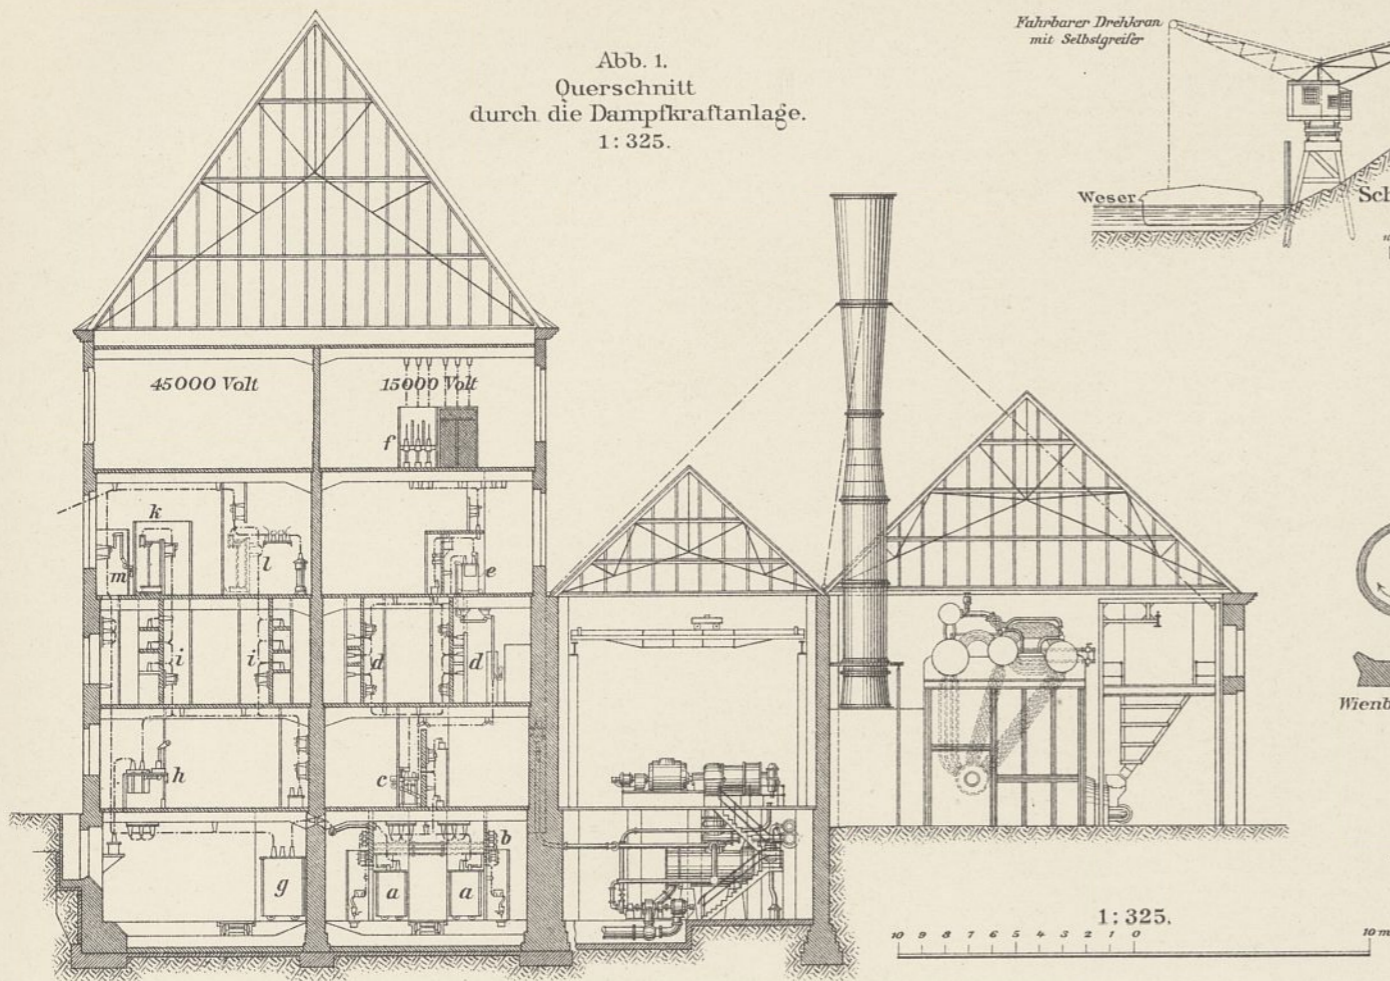 Abb. 1.
Querschnitt
durch die Dampfkraftanlage.
1:325.
Fahrbarer Drehkran
mit Selbstgreifer
Weser
45000 Volt
15000 Volt
f
k
m
l
e
i
i
d
d
h
c
b
g
a
a
1:325.
10 9 8 7 6 5 4 3 2 1 0
10 m